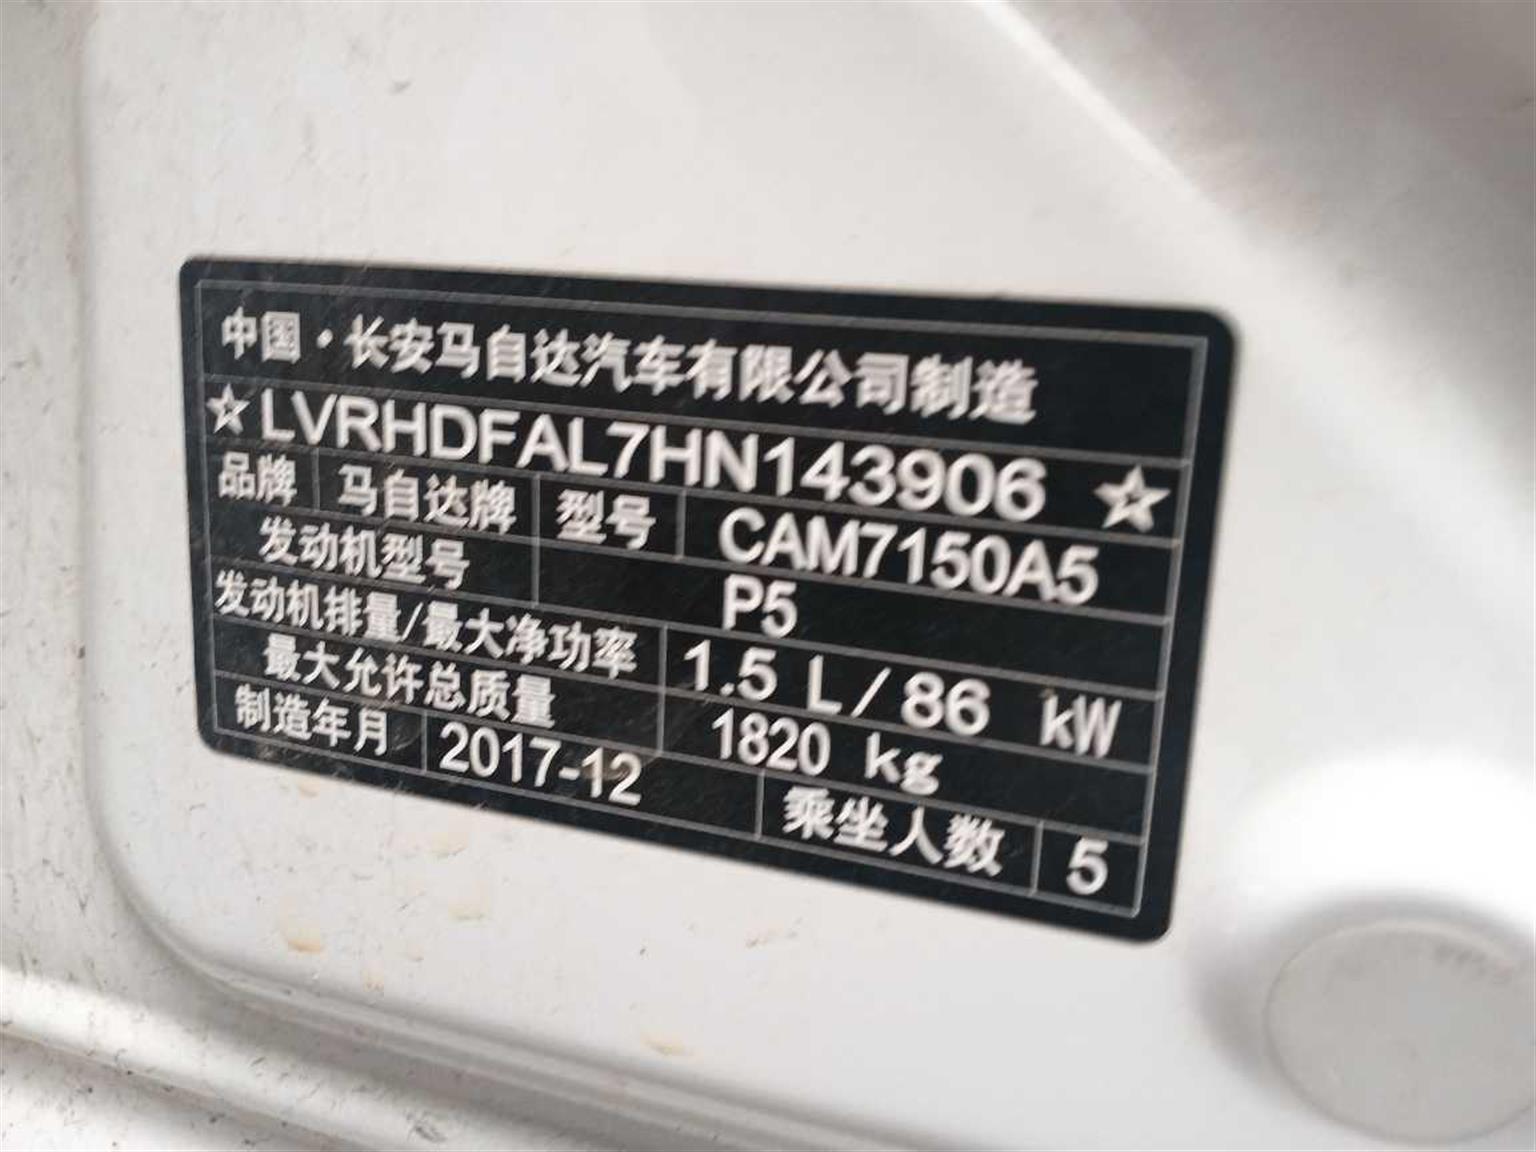 中国·长安马自达汽车有限公司制造
☆LVRHDFAL7HN143906☆
品牌 马自达牌 型号 CAM7150A5
发动机型号 P5
发动机排量/最大净功率 1.5 L/86 kW
最大允许总质量 1820 kg
制造年月 2017-12 乘坐人数 5